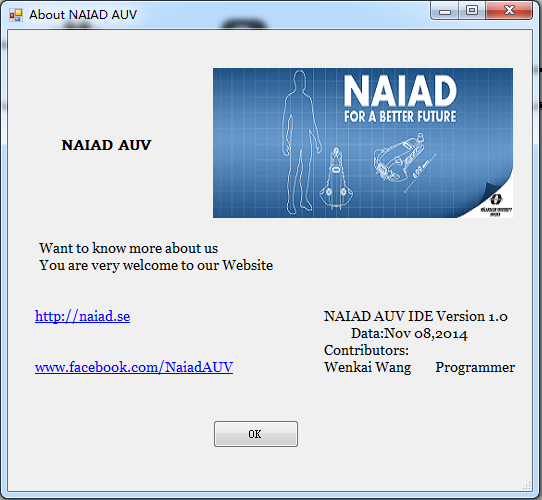 About NAIAD AUV
NAIAD
FOR A BETTER FUTURE
NAIAD AUV
Want to know more about us
You are very welcome to our Website
http://naiad.se
NAIAD AUV IDE Version 1.0
Data:Nov 08,2014
Contributors:
www.facebook.com/NaiadAUV
Wenkai Wang Programmer
OK